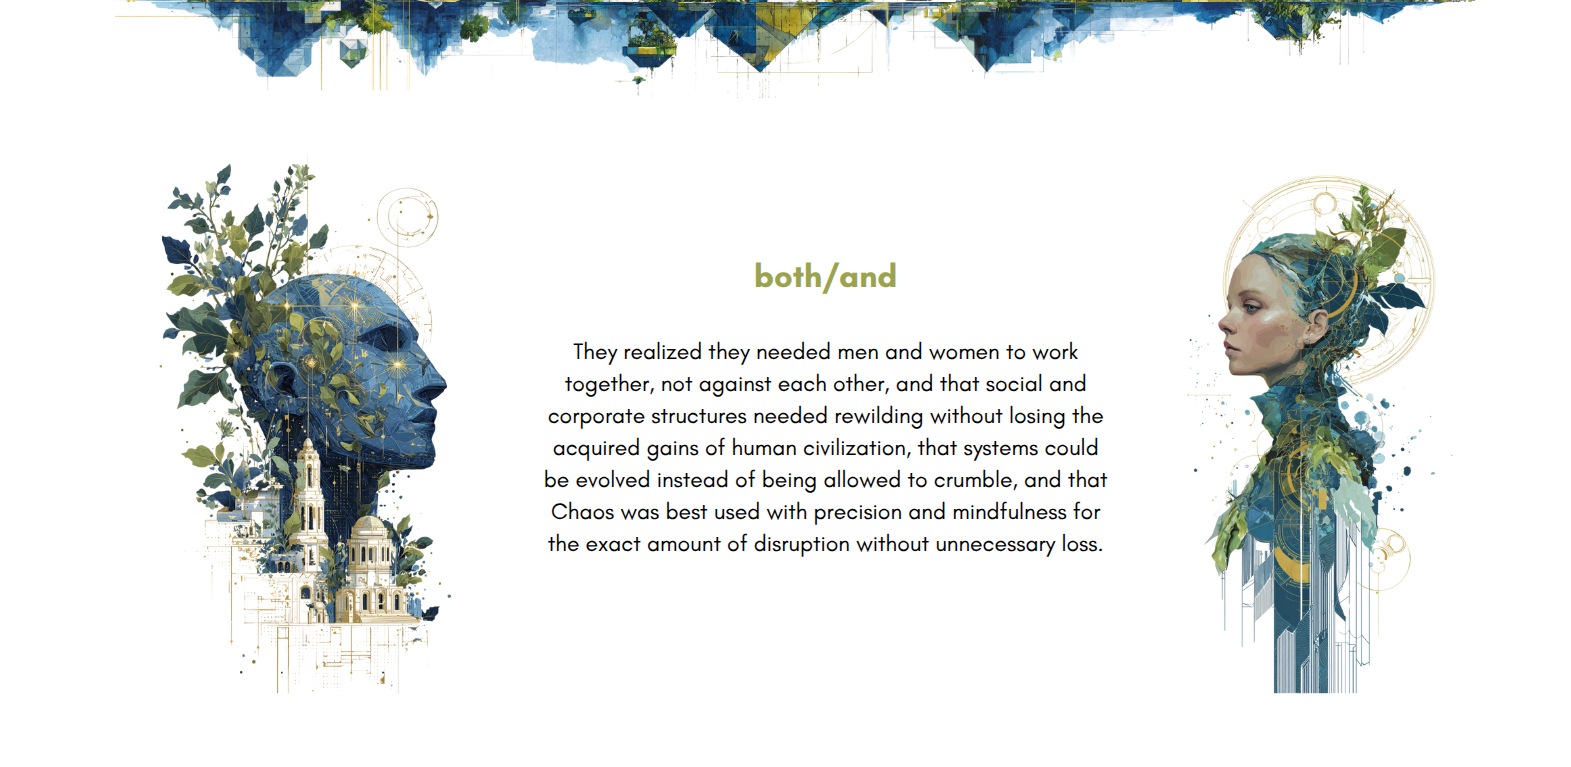 both/and
They realized they needed men and women to work
together, not against each other, and that social and
corporate structures needed rewilding without losing the
acquired gains of human civilization, that systems could
be evolved instead of being allowed to crumble, and that
Chaos was best used with precision and mindfulness for
the exact amount of disruption without unnecessary loss.